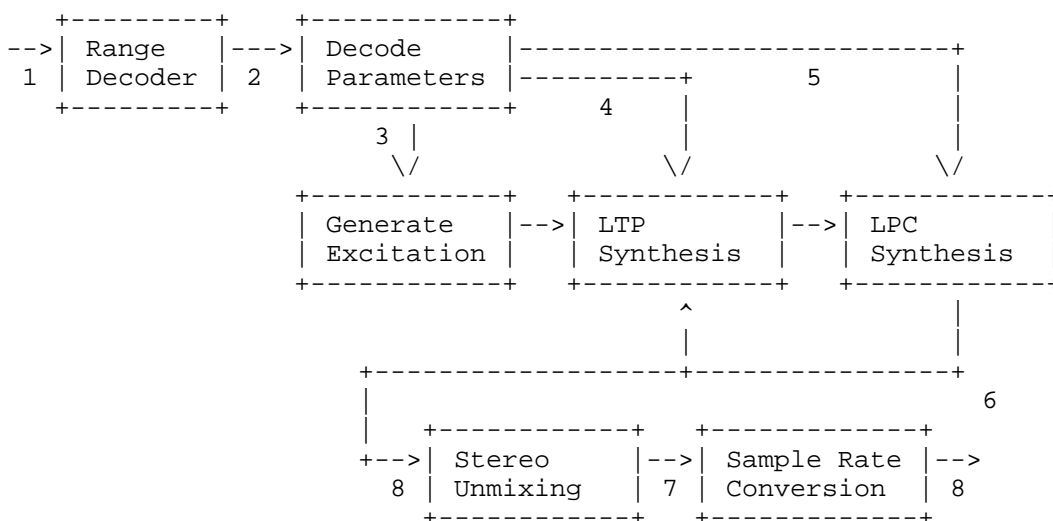 +---------+    +------------+
-->| Range   |--->| Decode     |---------------------------+
1 | Decoder | 2  | Parameters |----------+       5        |
+---------+    +------------+     4    |                |
3 |                |                |
\/               \/               \/
+------------+   +------------+   +------------+
| Generate   |-->| LTP        |-->| LPC        |
| Excitation |   | Synthesis  |   | Synthesis  |
+------------+   +------------+   +------------+
^                |
|                |
+-------------------+----------------+
|                                      6
|   +------------+   +-------------+
+-->| Stereo     |-->| Sample Rate |-->
8 | Unmixing   | 7 | Conversion  | 8
+------------+   +-------------+